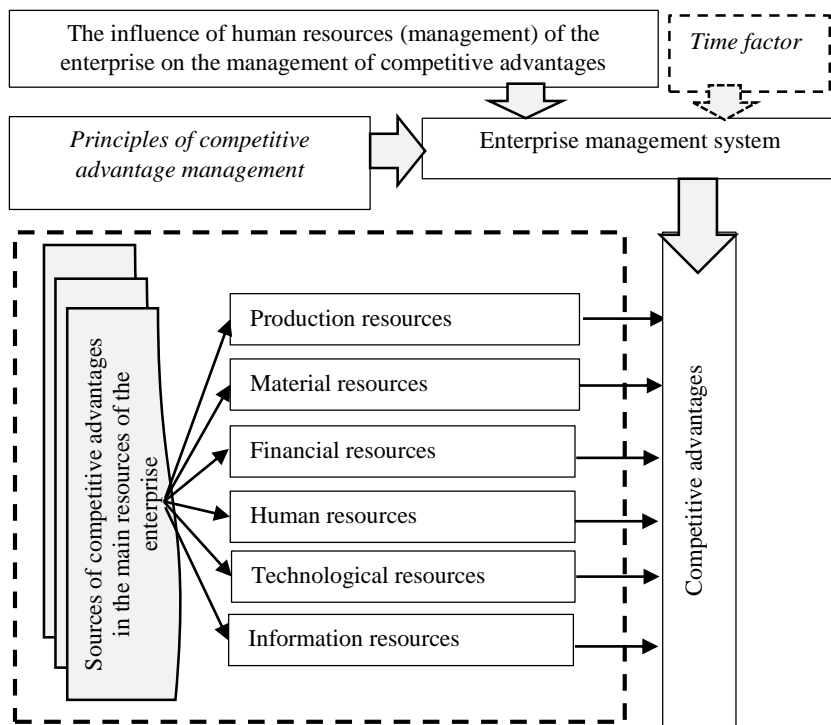 The influence of human resources (management) of the
enterprise on the management of competitive advantages
Time factor
Principles of competitive
advantage management
Enterprise management system
Sources of competitive advantages
in the main resources of the
enterprise
Production resources
Material resources
Financial resources
Human resources
Technological resources
Information resources
Competitive advantages